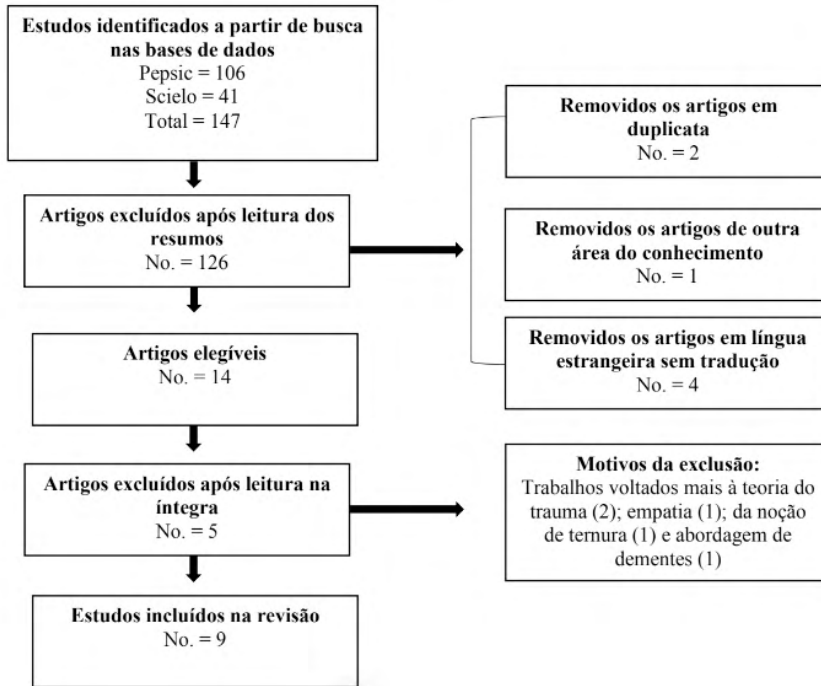 Estudos identificados a partir de busca
nas bases de dados
Pepsic = 106
Scielo = 41
Total = 147
Removidos os artigos em
duplicata
No. = 2
Artigos excluídos após leitura dos
resumos
No. = 126
Removidos os artigos de outra
área do conhecimento
No. = 1
Removidos os artigos em língua
estrangeira sem tradução
No. = 4
Artigos elegíveis
No. = 14
Artigos excluídos após leitura na
íntegra
No. = 5
Motivos da exclusão:
Trabalhos voltados mais à teoria do
trauma (2); empatia (1); da noção
de ternura (1) e abordagem de
dementes (1)
Estudos incluídos na revisão
No. = 9